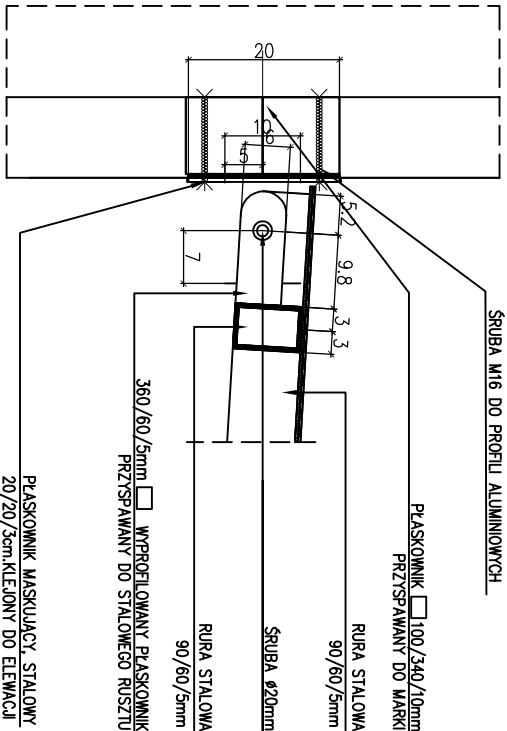 20
10
6
5
5.2
9.8
3
3
7
ŚRUBA M16 DO PROFILI ALUMINIOWYCH
PŁASKOWNIK □ 100/340/10mm
PRZYSPAWANY DO MARKI
RURA STALOWA
90/60/5mm
ŚRUBA ø20mm
RURA STALOWA
90/60/5mm
360/60/5mm □ WYPROFILOWANY PŁASKOWNIK
PRZYSPAWANY DO STALOWEGO RUSZTU
PŁASKOWNIK MASKUJĄCY, STALOWY
20/20/3cm.KLEJONY DO ELEWACJI